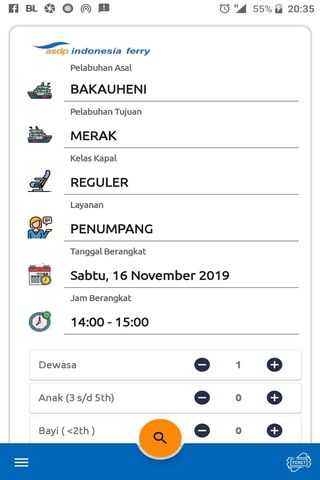 BL
55%
20:35
asdp indonesia ferry
Pelabuhan Asal
BAKAUHENI
Pelabuhan Tujuan
MERAK
Kelas Kapal
REGULER
Layanan
PENUMPANG
Tanggal Berangkat
Sabtu, 16 November 2019
Jam Berangkat
14:00 - 15:00
Dewasa 1
Anak (3 s/d 5th) 0
Bayi ( <2th ) 0
TICKET